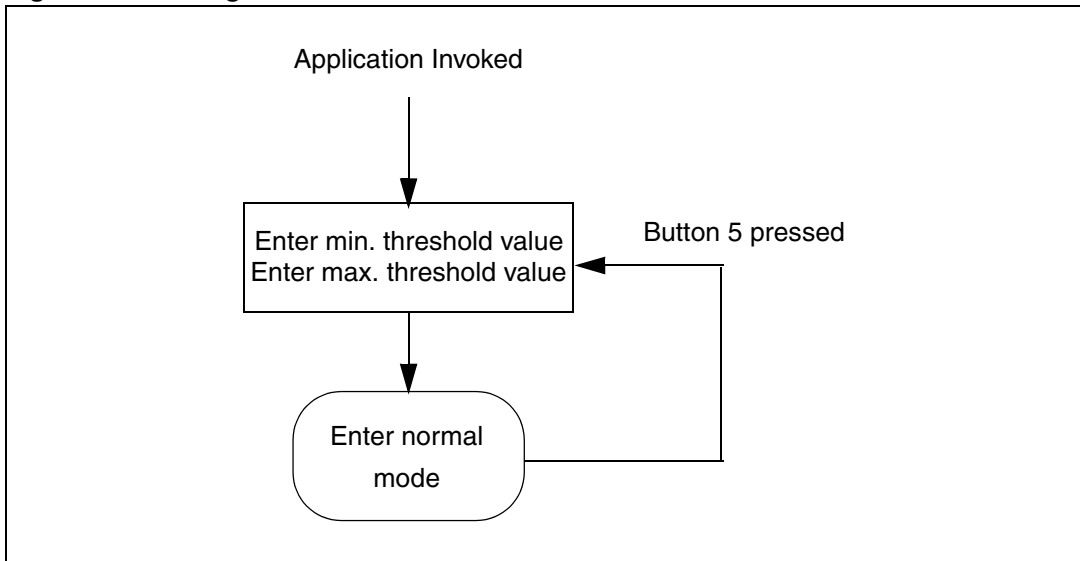 Application Invoked
Enter min. threshold value
Enter max. threshold value
Button 5 pressed
Enter normal
mode